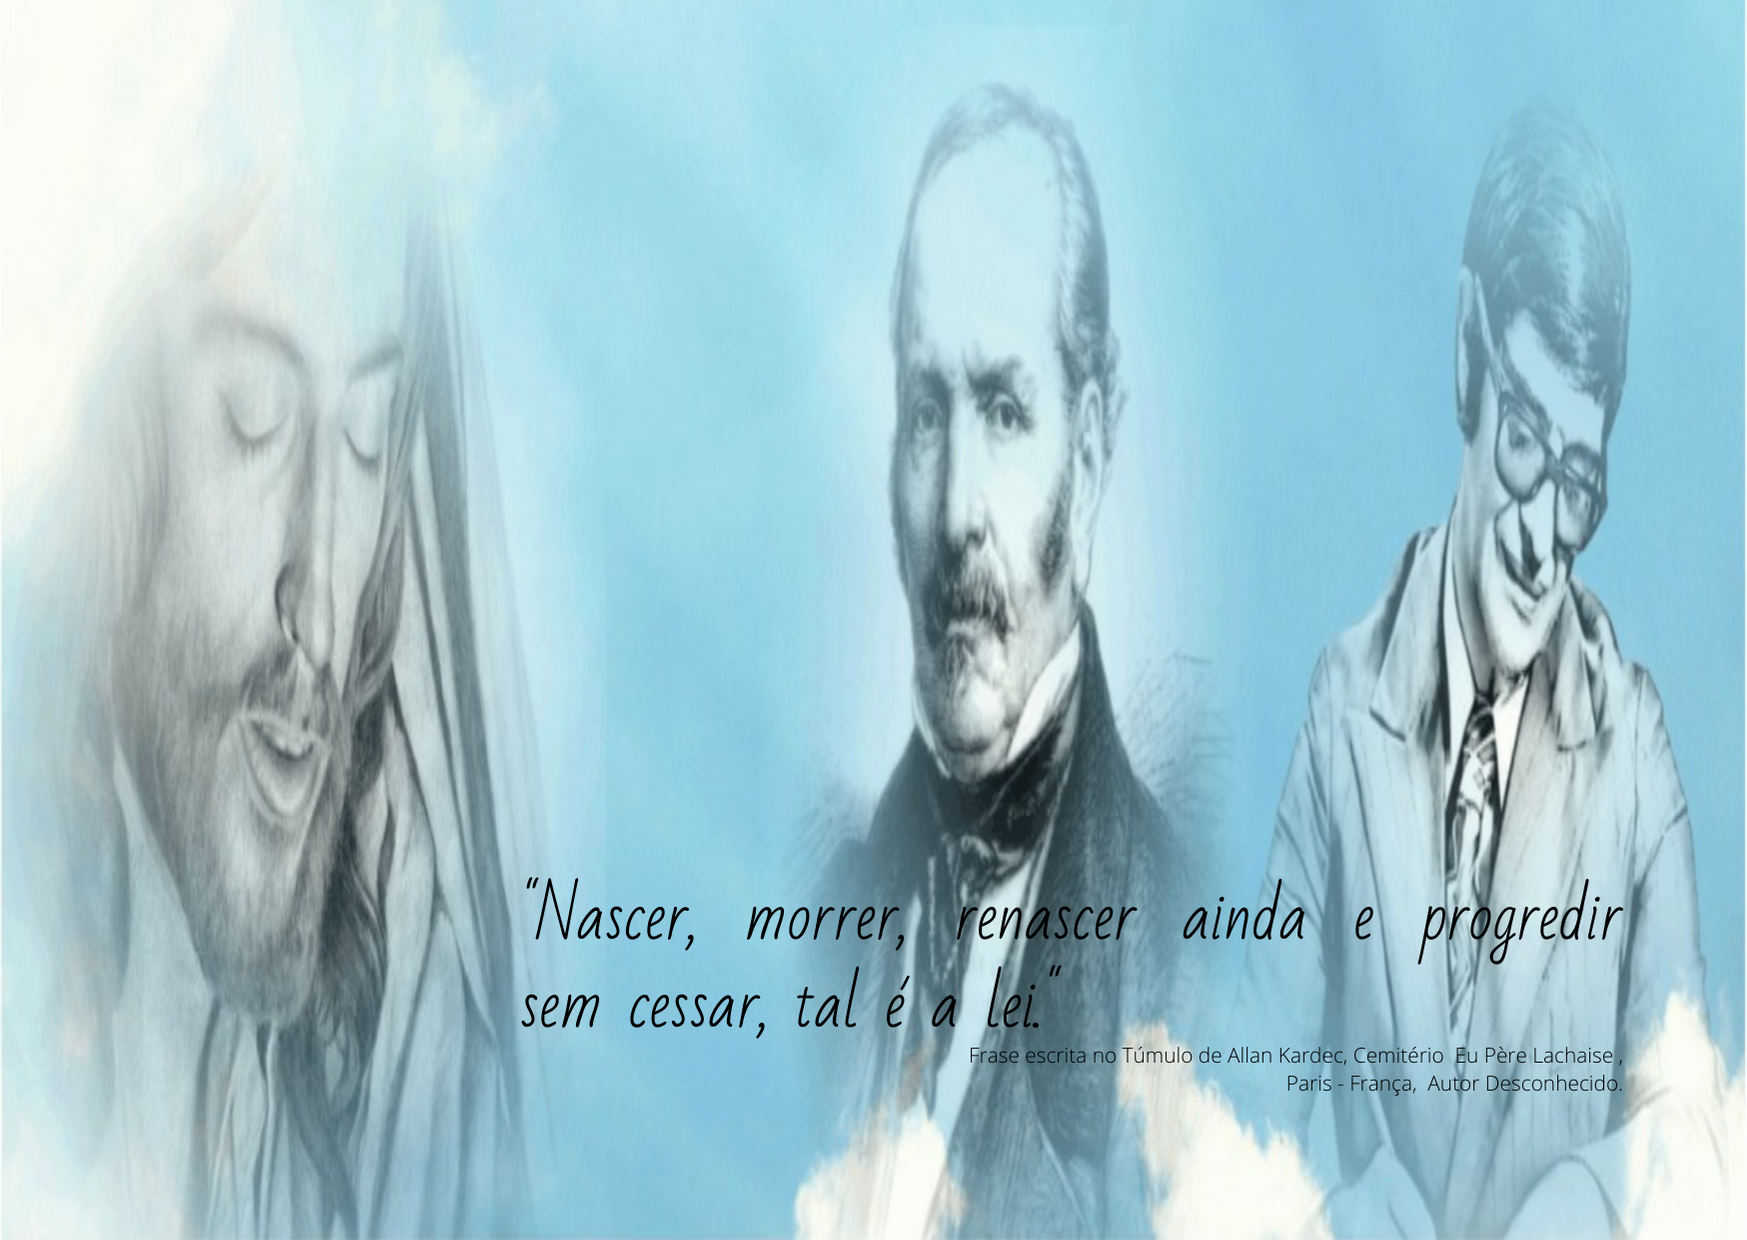 “Nascer, morrer, renascer ainda e progredir
sem cessar, tal é a lei.“
Frase escrita no Túmulo de Allan Kardec, Cemitério Eu Père Lachaise ,
Paris - França, Autor Desconhecido.